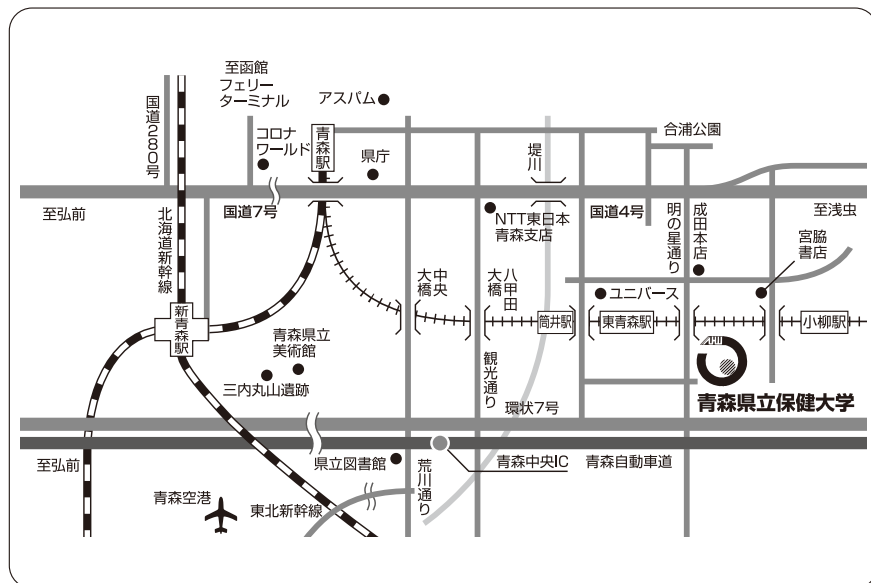 至函館
フェリー
ターミナル
アスパム
国道280号
コロナ
ワールド
青森駅
県庁
堤川
合浦公園
至弘前
国道7号
北海道新幹線
NTT東日本
青森支店
国道4号
明の星通り
成田本店
至浅虫
宮脇
書店
中央
大橋
八甲田
大橋
ユニバース
新青森駅
筒井駅
東青森駅
小柳駅
青森県立
美術館
三内丸山遺跡
観光通り
環状7号
青森県立保健大学
至弘前
県立図書館
荒川通り
青森中央IC
青森自動車道
青森空港
東北新幹線